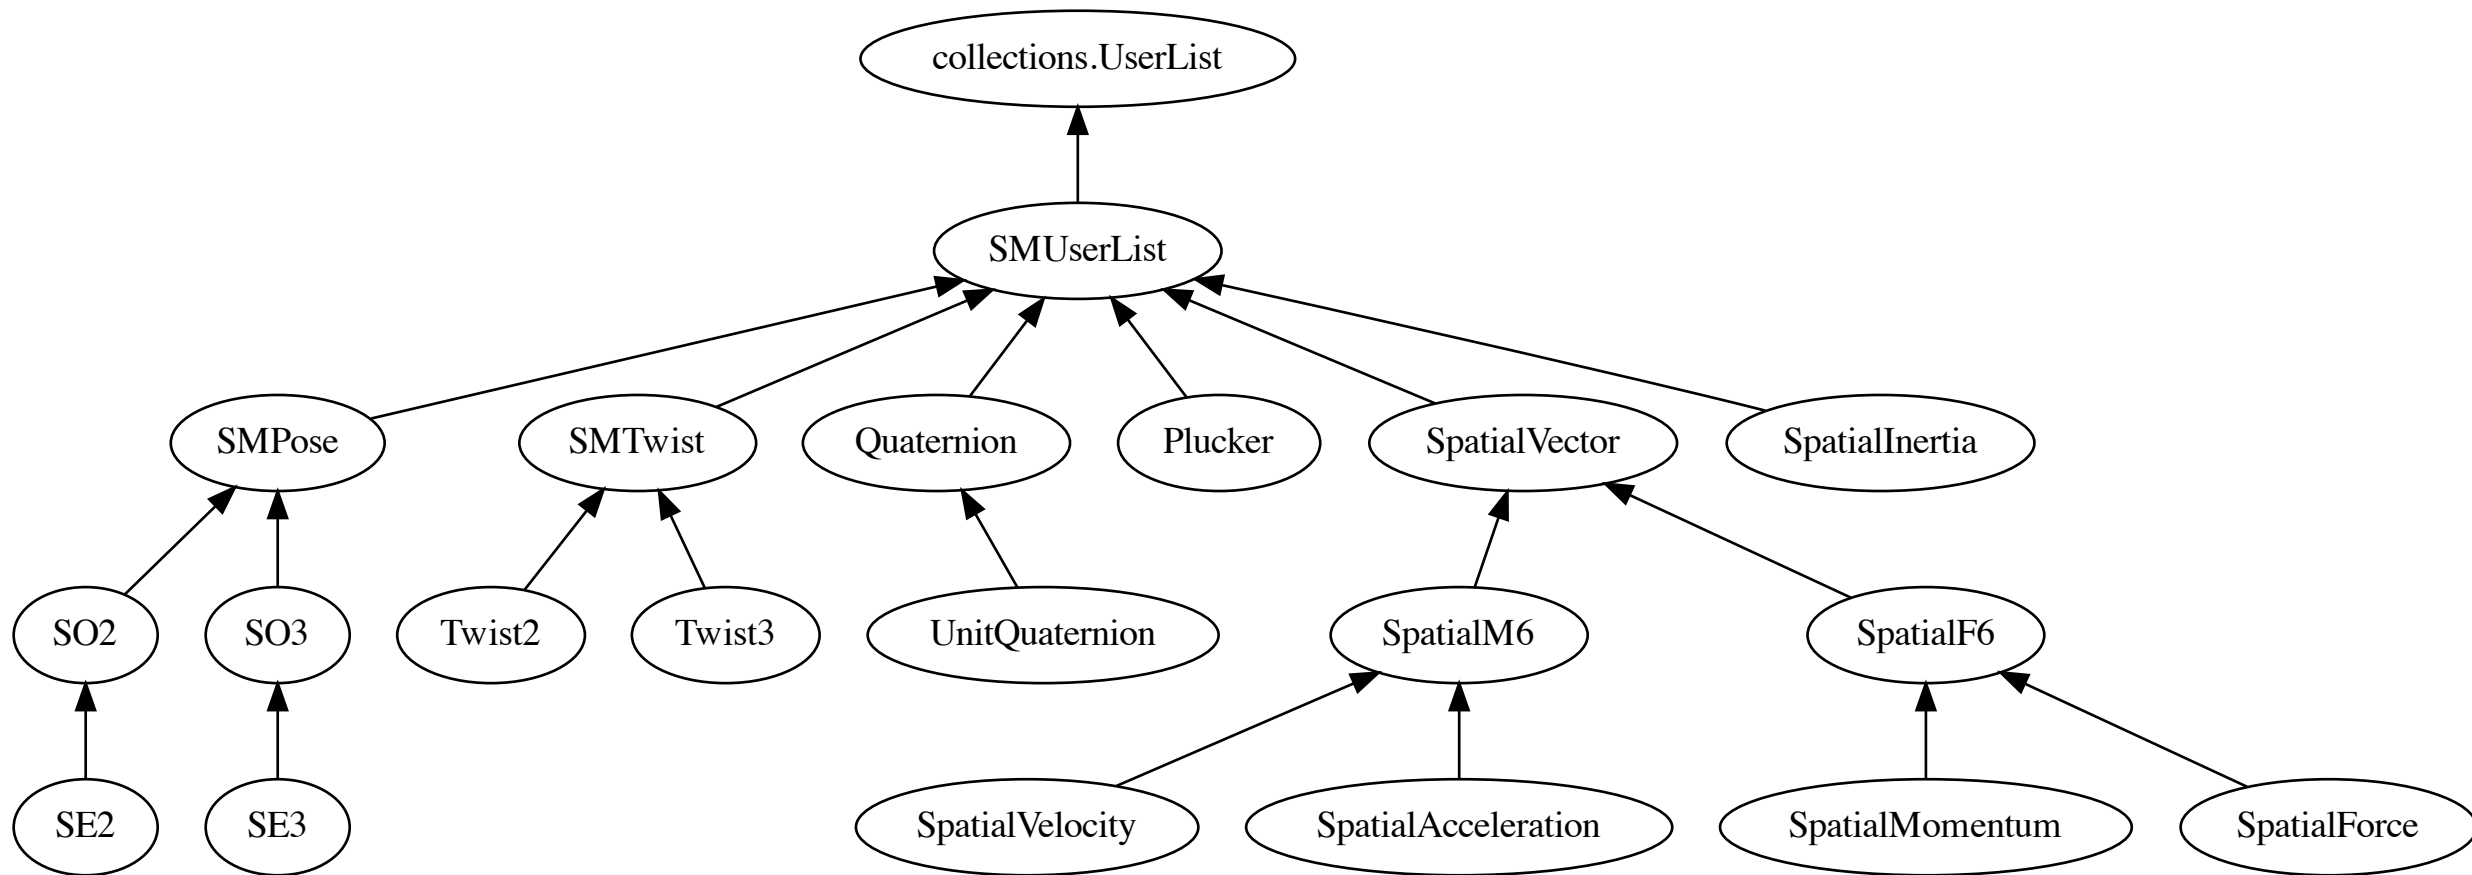 collections.UserList
SMUserList
SMPose
SMTwist
Quaternion
Plucker
SpatialVector
SpatialInertia
SO2
SO3
Twist2
Twist3
UnitQuaternion
SpatialM6
SpatialF6
SE2
SE3
SpatialVelocity
SpatialAcceleration
SpatialMomentum
SpatialForce